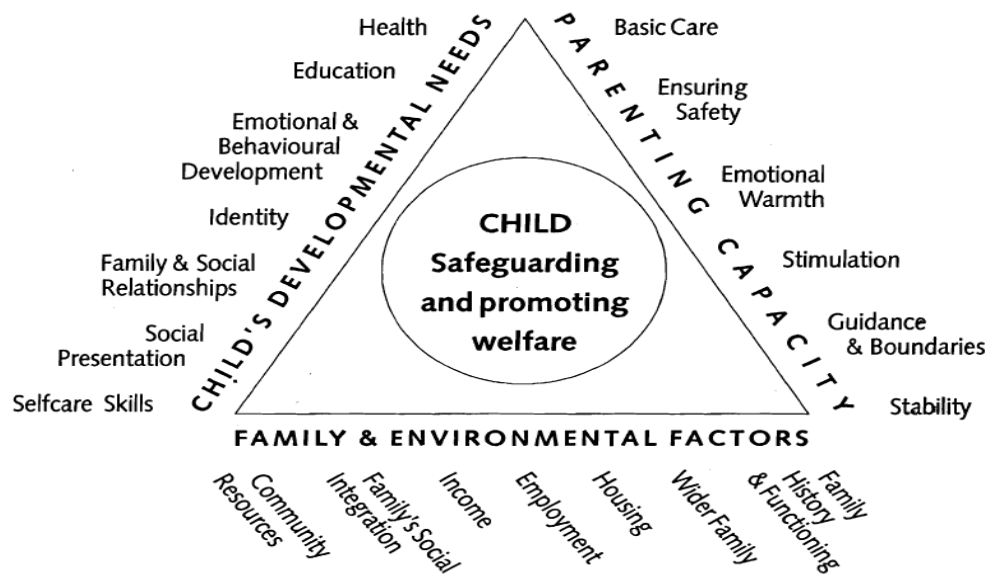 Health
Education
Emotional &
Behavioural
Development
Identity
Family & Social
Relationships
Social
Presentation
Selfcare Skills
CHILD'S DEVELOPMENTAL NEEDS
PARENTING CAPACITY
Basic Care
Ensuring
Safety
Emotional
Warmth
Stimulation
Guidance
& Boundaries
Stability
CHILD
Safeguarding
and promoting
welfare
FAMILY & ENVIRONMENTAL FACTORS
Community
Resources
Family's Social
Integration
Income
Employment
Housing
Wider Family
Family
History
& Functioning